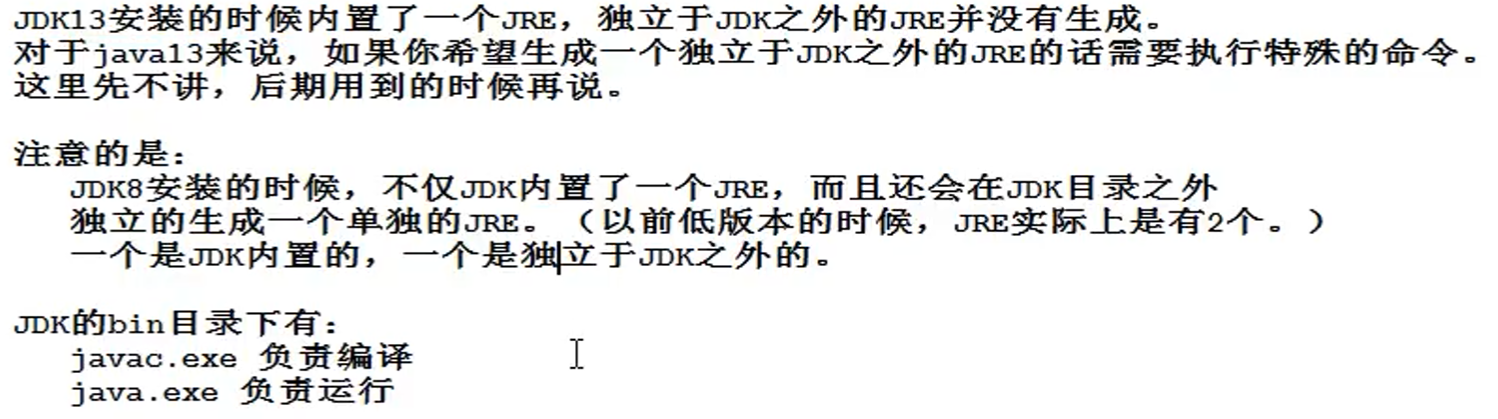 JDK13安装的时候内置了一个JRE，独立于JDK之外的JRE并没有生成。
对于java13来说，如果你希望生成一个独立于JDK之外的JRE的话需要执行特殊的命令。
这里先不讲，后期用到的时候再说。
注意的是：
JDK8安装的时候，不仅JDK内置了一个JRE，而且还会在JDK目录之外
独立的生成一个单独的JRE。（以前低版本的时候，JRE实际上是有2个。）
一个是JDK内置的，一个是独立于JDK之外的。
JDK的bin目录下有：
javac.exe 负责编译
java.exe 负责运行